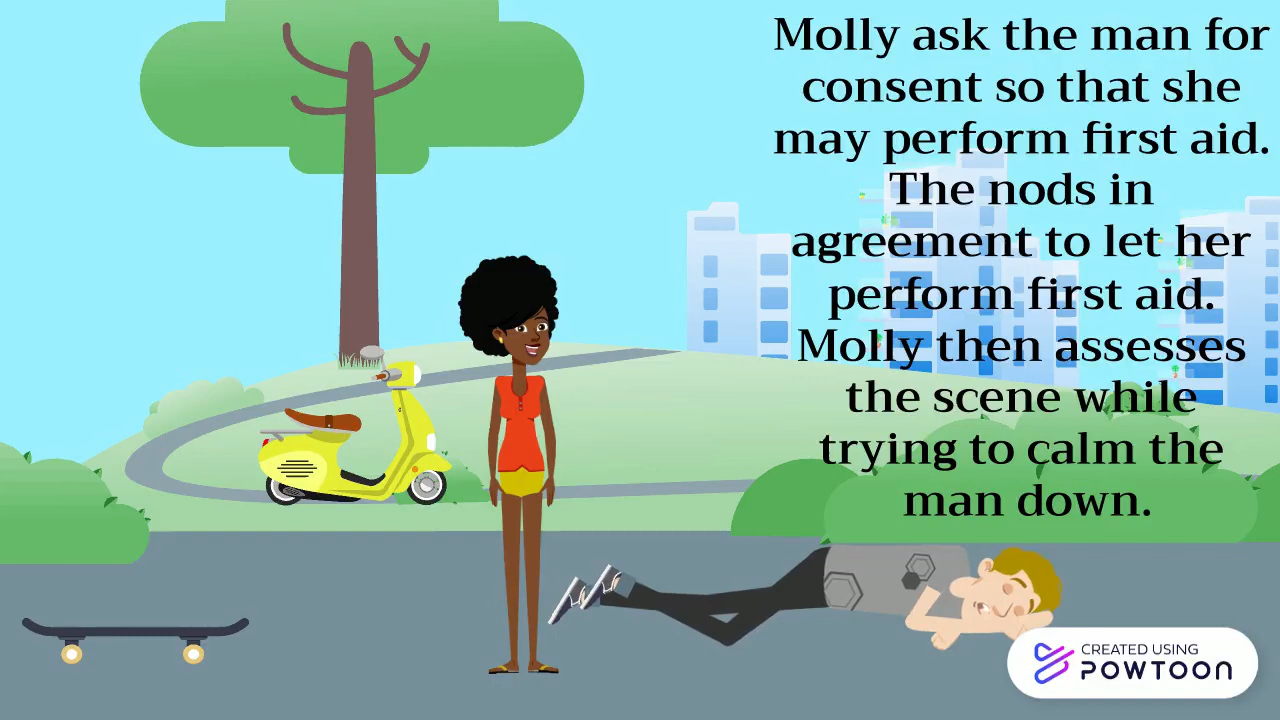 Molly ask the man for
consent so that she
may perform first aid.
The nods in
agreement to let her
perform first aid.
Molly then assesses
the scene while
trying to calm the
man down.
CREATED USING
POWTOON